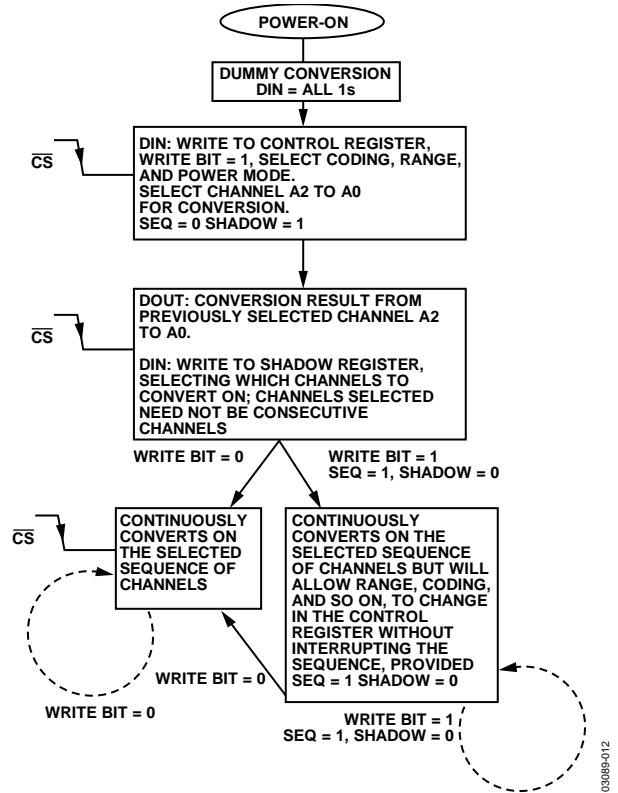 POWER-ON
DUMMY CONVERSION
DIN = ALL 1s
CS
DIN: WRITE TO CONTROL REGISTER,
WRITE BIT = 1, SELECT CODING, RANGE,
AND POWER MODE.
SELECT CHANNEL A2 TO A0
FOR CONVERSION.
SEQ = 0 SHADOW = 1
CS
DOUT: CONVERSION RESULT FROM
PREVIOUSLY SELECTED CHANNEL A2
TO A0.
DIN: WRITE TO SHADOW REGISTER,
SELECTING WHICH CHANNELS TO
CONVERT ON; CHANNELS SELECTED
NEED NOT BE CONSECUTIVE
CHANNELS
WRITE BIT = 0
WRITE BIT = 1
SEQ = 1, SHADOW = 0
CS
CONTINUOUSLY
CONVERTS ON
THE SELECTED
SEQUENCE OF
CHANNELS
CONTINUOUSLY
CONVERTS ON THE
SELECTED SEQUENCE
OF CHANNELS BUT WILL
ALLOW RANGE, CODING,
AND SO ON, TO CHANGE
IN THE CONTROL
REGISTER WITHOUT
INTERRUPTING THE
SEQUENCE, PROVIDED
SEQ = 1 SHADOW = 0
WRITE BIT = 0
WRITE BIT = 0
WRITE BIT = 1
SEQ = 1, SHADOW = 0
03089-012